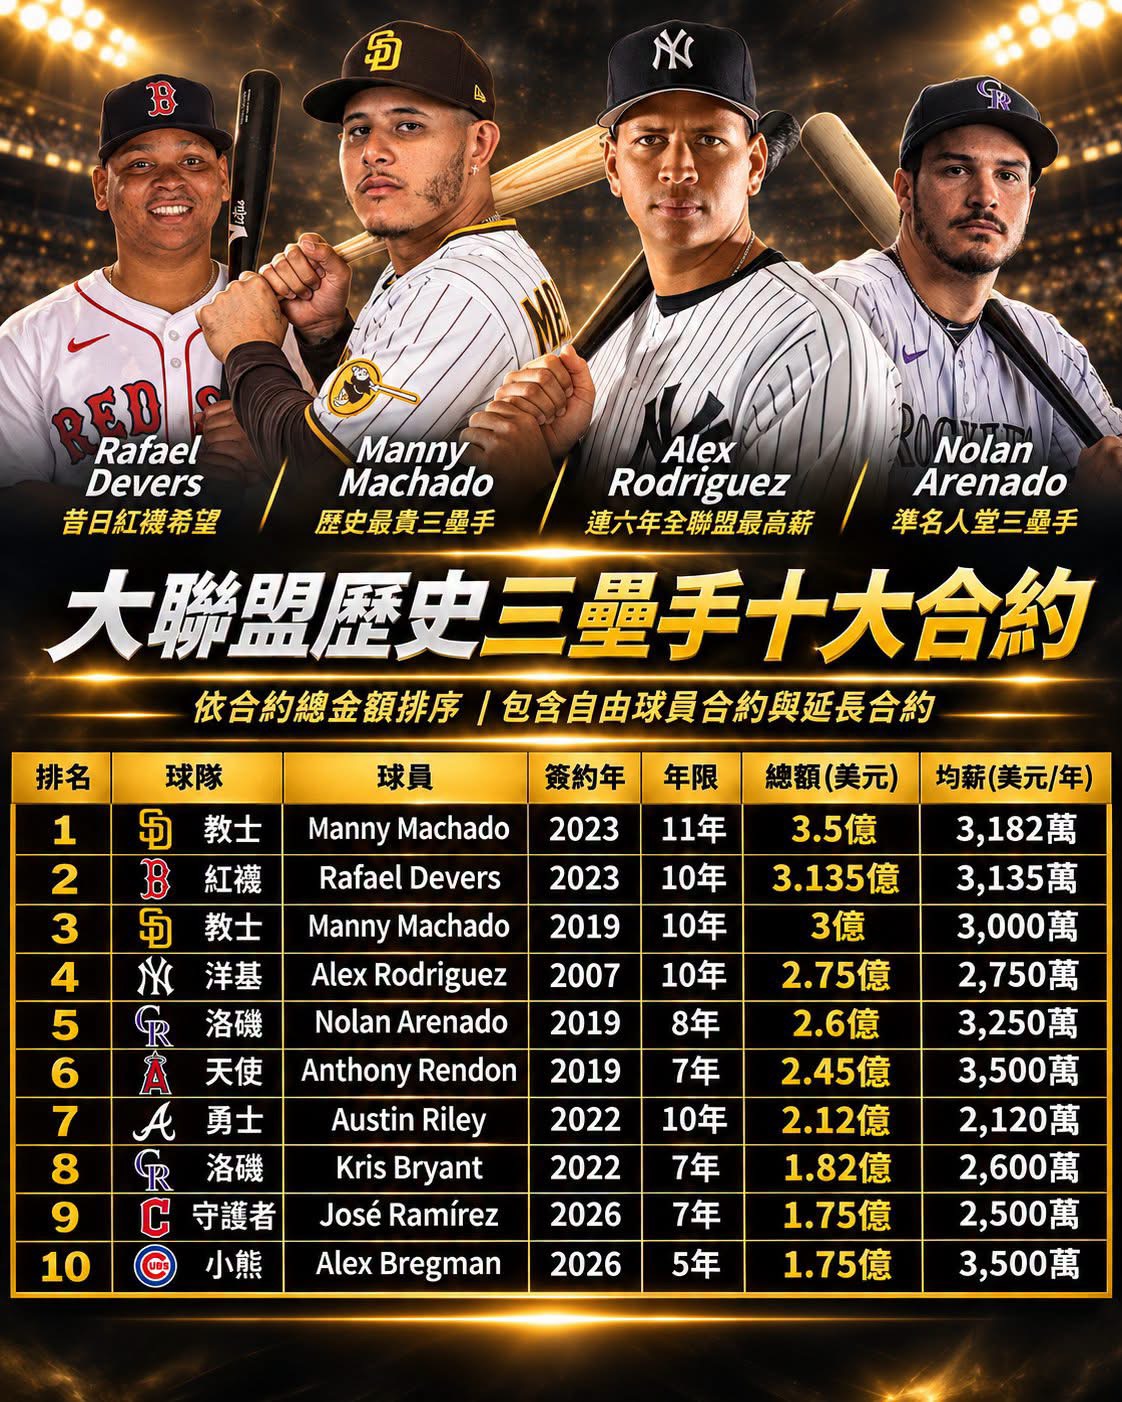 B
SD
NY
CR
Victus
RED S
Rafael Devers
昔日紅襪希望
Manny Machado
歷史最貴三壘手
Alex Rodriguez
連六年全聯盟最高薪
Nolan Arenado
準名人堂三壘手
大聯盟歷史三壘手十大合約
依合約總金額排序 | 包含自由球員合約與延長合約
排名 球隊 球員 簽約年 年限 總額(美元) 均薪(美元/年)
1 SD 教士 Manny Machado 2023 11年 3.5億 3,182萬
2 B 紅襪 Rafael Devers 2023 10年 3.135億 3,135萬
3 SD 教士 Manny Machado 2019 10年 3億 3,000萬
4 NY 洋基 Alex Rodriguez 2007 10年 2.75億 2,750萬
5 CR 洛磯 Nolan Arenado 2019 8年 2.6億 3,250萬
6 A 天使 Anthony Rendon 2019 7年 2.45億 3,500萬
7 A 勇士 Austin Riley 2022 10年 2.12億 2,120萬
8 CR 洛磯 Kris Bryant 2022 7年 1.82億 2,600萬
9 C 守護者 José Ramírez 2026 7年 1.75億 2,500萬
10 CUBS 小熊 Alex Bregman 2026 5年 1.75億 3,500萬